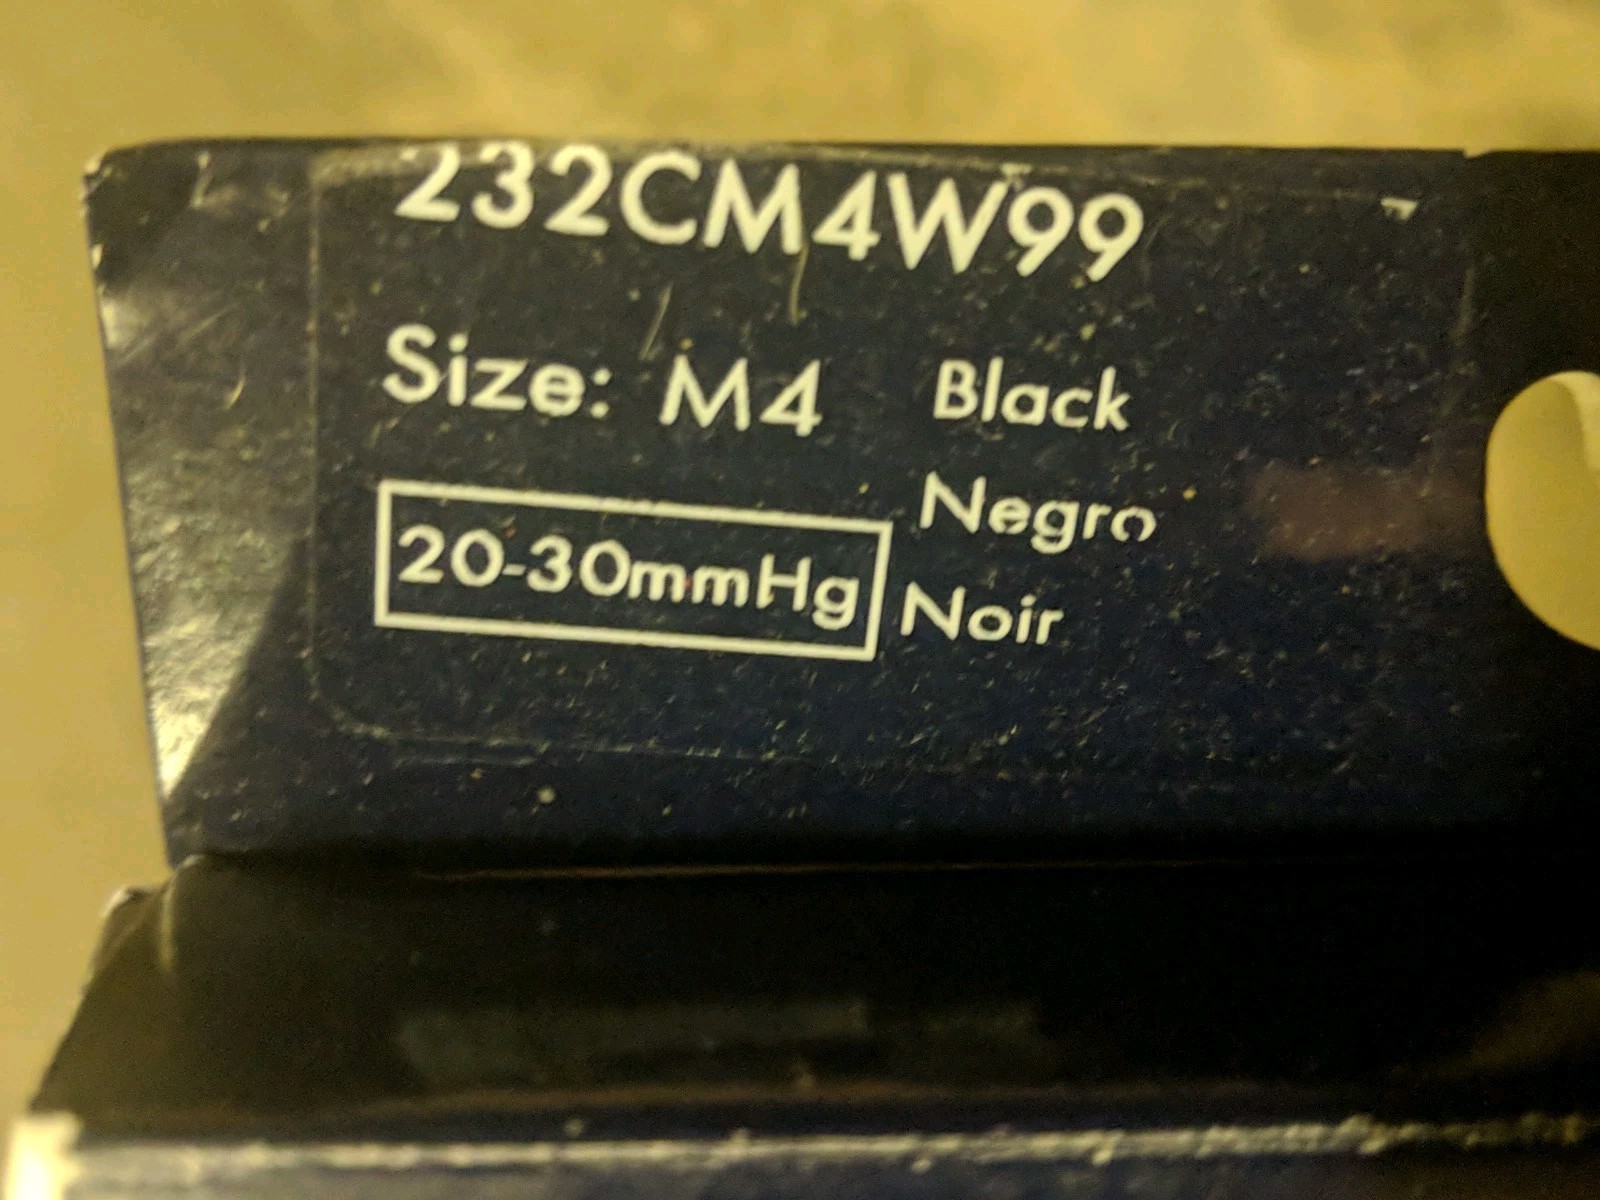 232CM4W99
Size: M4 Black
Negro
20-30mmHg Noir